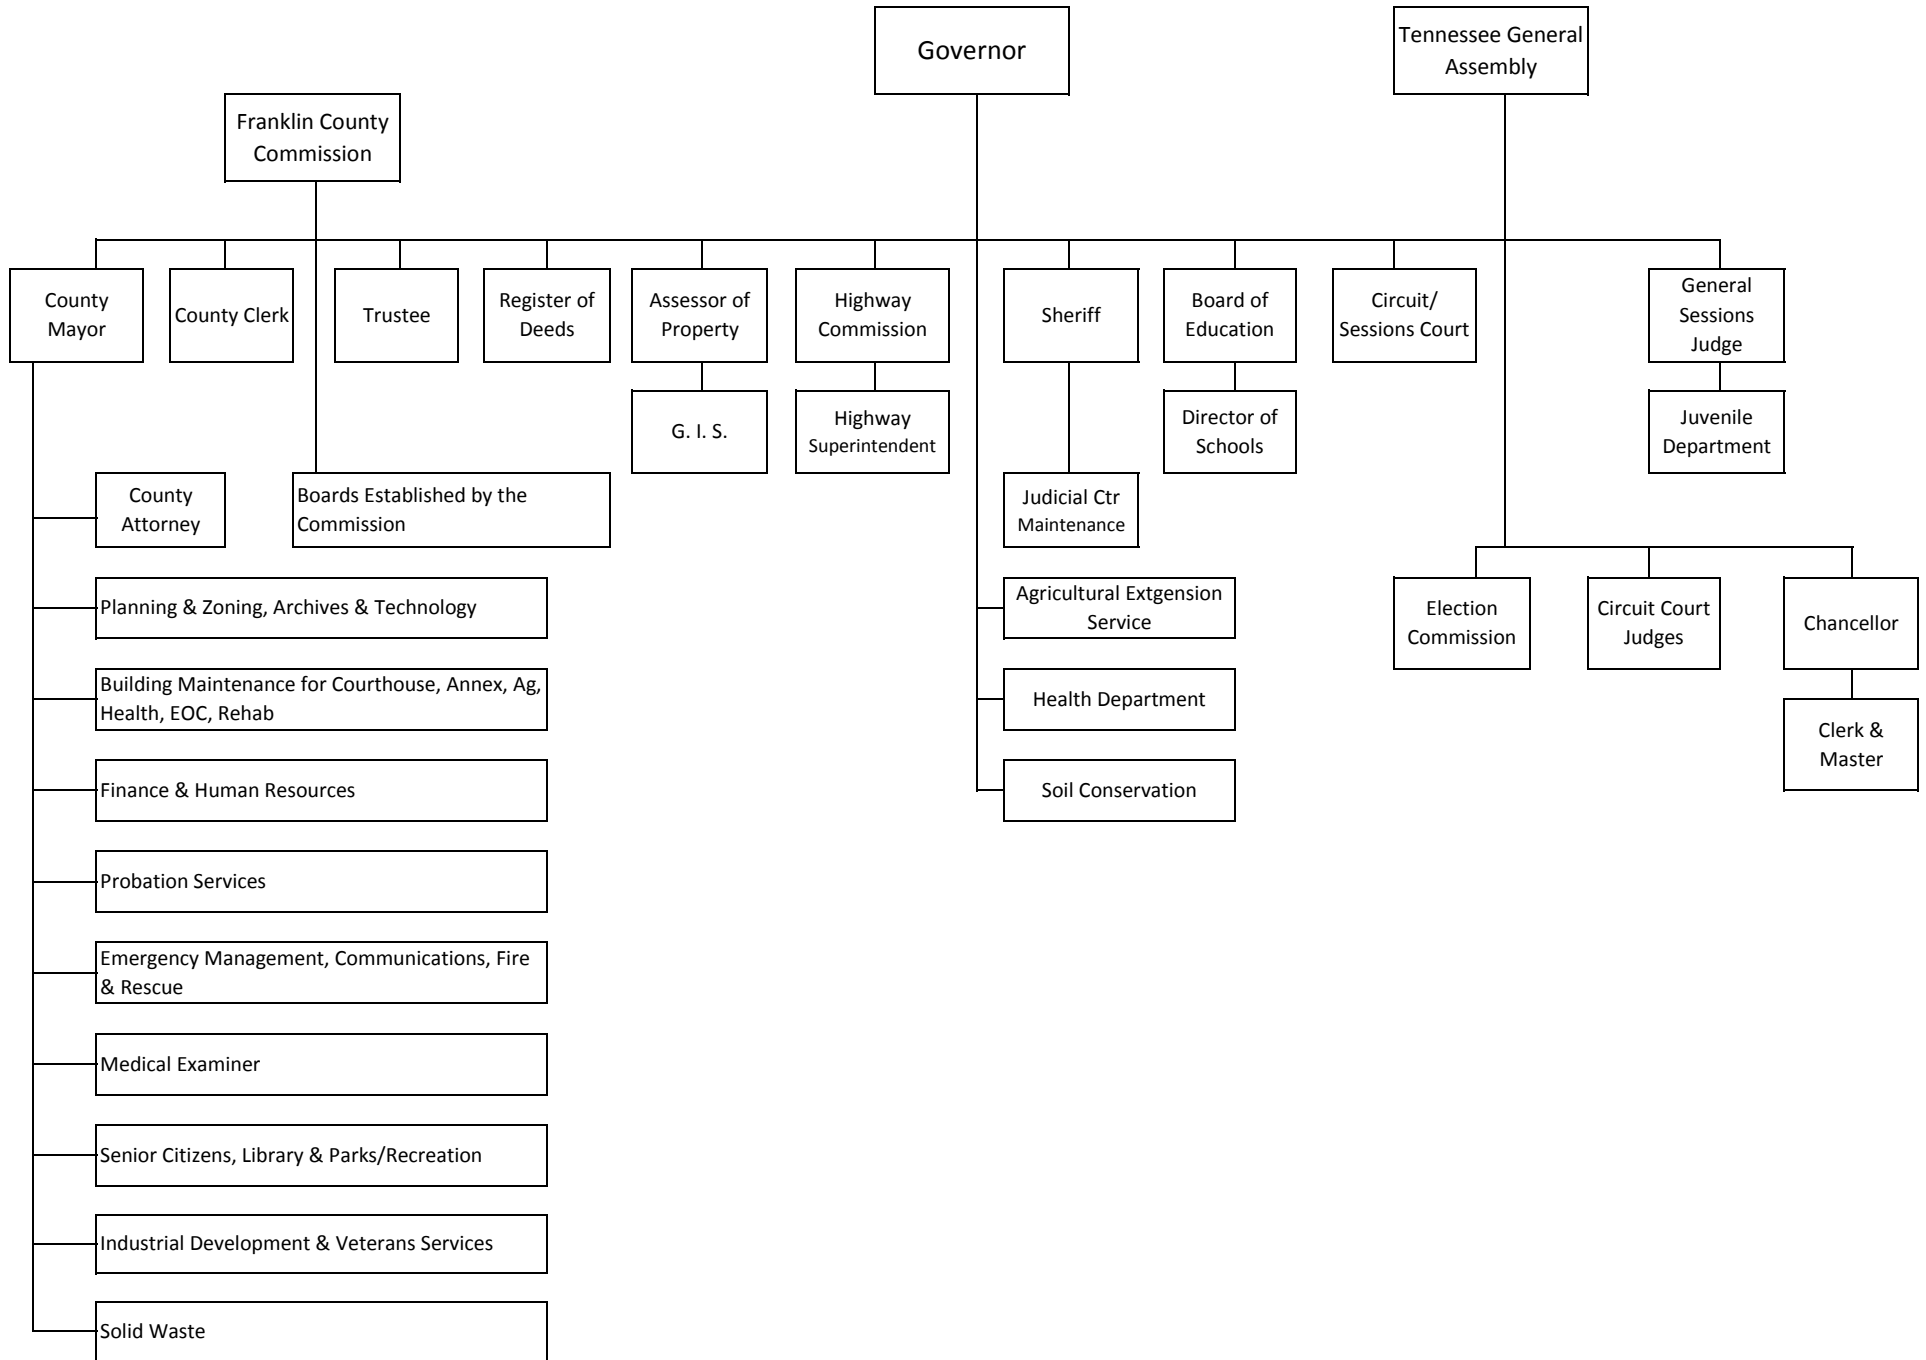 Governor
Tennessee General
Assembly
Franklin County
Commission
County
Mayor
County Clerk
Trustee
Register of
Deeds
Assessor of
Property
Highway
Commission
Sheriff
Board of
Education
Circuit/
Sessions Court
General
Sessions
Judge
G. I. S.
Highway
Superintendent
Director of
Schools
Juvenile
Department
County
Attorney
Boards Established by the
Commission
Judicial Ctr
Maintenance
Planning & Zoning, Archives & Technology
Agricultural Extgension
Service
Election
Commission
Circuit Court
Judges
Chancellor
Building Maintenance for Courthouse, Annex, Ag,
Health, EOC, Rehab
Health Department
Clerk &
Master
Finance & Human Resources
Soil Conservation
Probation Services
Emergency Management, Communications, Fire
& Rescue
Medical Examiner
Senior Citizens, Library & Parks/Recreation
Industrial Development & Veterans Services
Solid Waste